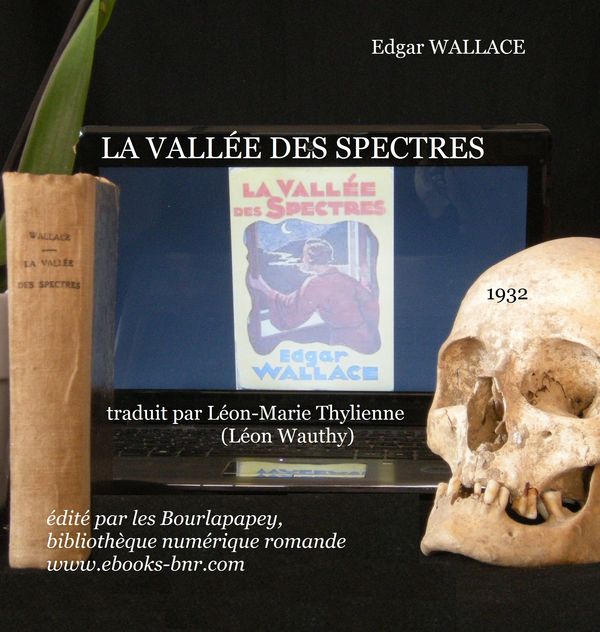 Edgar WALLACE
LA VALLÉE DES SPECTRES
LA VALLÉE
DES SPECTRES
Edgar
WALLACE
WALLACE
LA VALLÉE
DES SPECTRES
1932
traduit par Léon-Marie Thylienne
(Léon Wauthy)
édité par les Bourlapapey,
bibliothèque numérique romande
www.ebooks-bnr.com